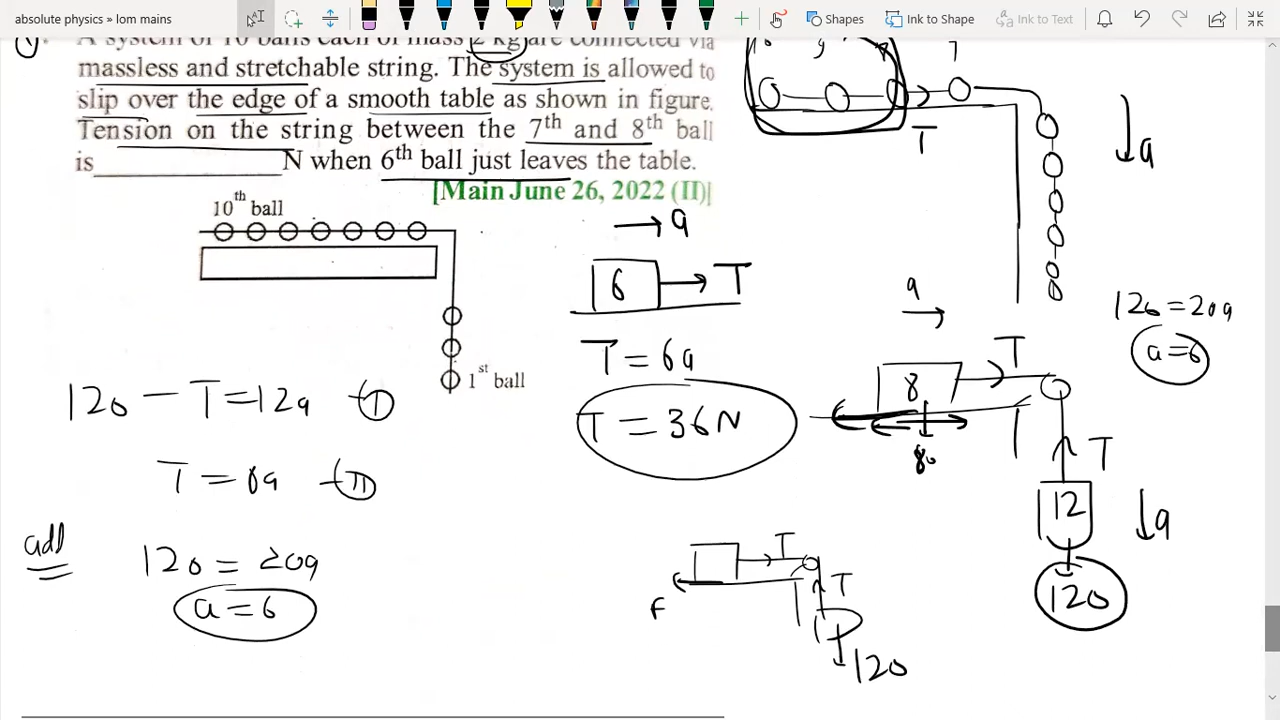 absolute physics » lom mains
Shapes
Ink to Shape
Ink to Text
A system of 10 balls each of mass 2 kg are connected via
massless and stretchable string. The system is allowed to
slip over the edge of a smooth table as shown in figure.
Tension on the string between the 7th and 8th ball
is __________ N when 6th ball just leaves the table.
[Main June 26, 2022 (II)]
10th ball
1st ball
9
7
T
↓a
→ a
6 → T
T = 6a
T = 36N
120 = 20a
a = 6
a
8
T
80
T
12
↓a
120
120 − T = 12a - I
T = 8a - II
add
120 = 20a
a = 6
T
F
T
120